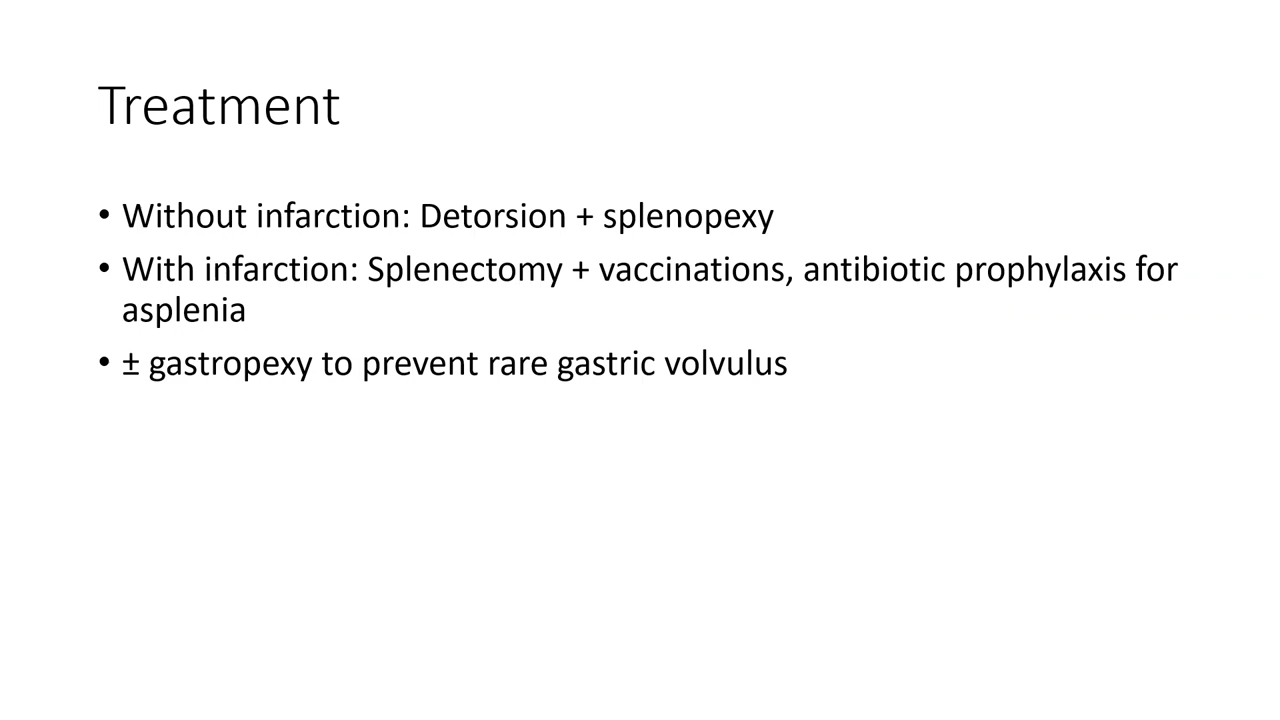 Treatment
• Without infarction: Detorsion + splenopexy
• With infarction: Splenectomy + vaccinations, antibiotic prophylaxis for
asplenia
• ± gastropexy to prevent rare gastric volvulus